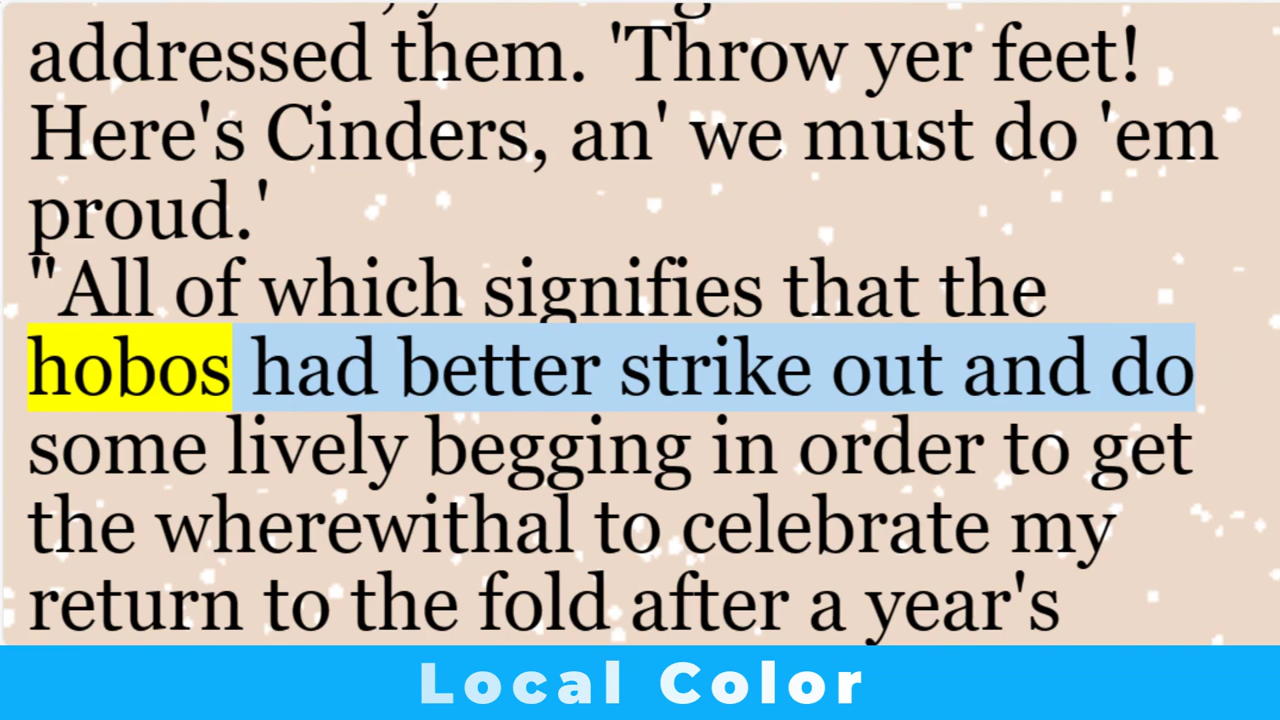 addressed them. 'Throw yer feet!
Here's Cinders, an' we must do 'em
proud.'
"All of which signifies that the
hobos had better strike out and do
some lively begging in order to get
the wherewithal to celebrate my
return to the fold after a year's
Local Color